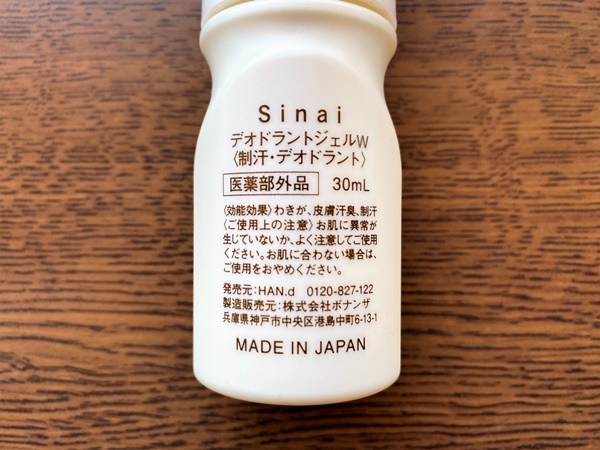 Sinai
デオドラントジェルW
〈制汗・デオドラント〉
医薬部外品 30mL
〈効能効果〉わきが、皮膚汗臭、制汗
〈ご使用上の注意〉お肌に異常が
生じていないか、よく注意してご使用
ください。お肌に合わない場合は、
ご使用をおやめください。
発売元:HAN.d 0120-827-122
製造販売元:株式会社ボナンザ
兵庫県神戸市中央区港島中町6-13-1
MADE IN JAPAN